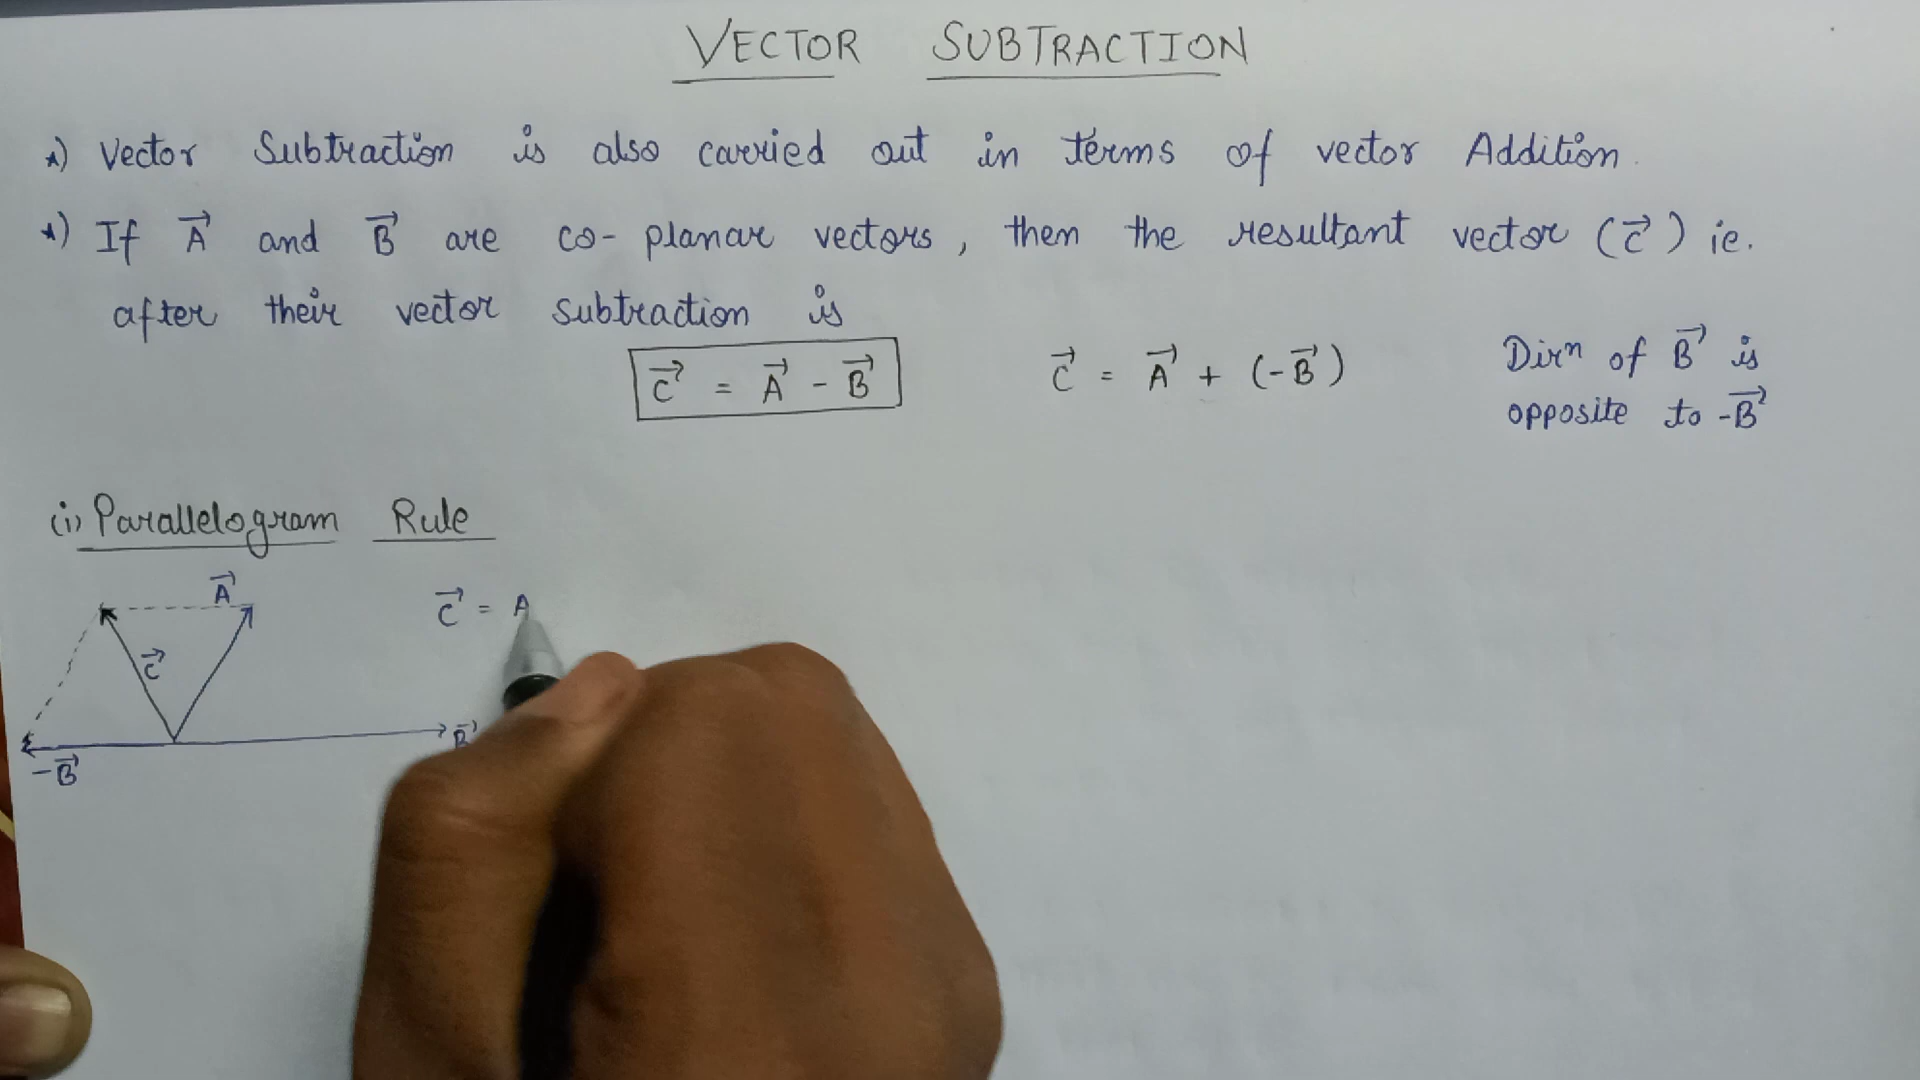 VECTOR SUBTRACTION
*) Vector Subtraction is also carried out in terms of vector Addition.
*) If A⃗ and B⃗ are co-planar vectors, then the resultant vector (C⃗) ie.
after their vector subtraction is
C⃗ = A⃗ - B⃗
C⃗ = A⃗ + (-B⃗)
Dirn of B⃗ is
opposite to -B⃗
(i) Parallelogram Rule
A⃗
C⃗ = A
C⃗
B⃗
-B⃗